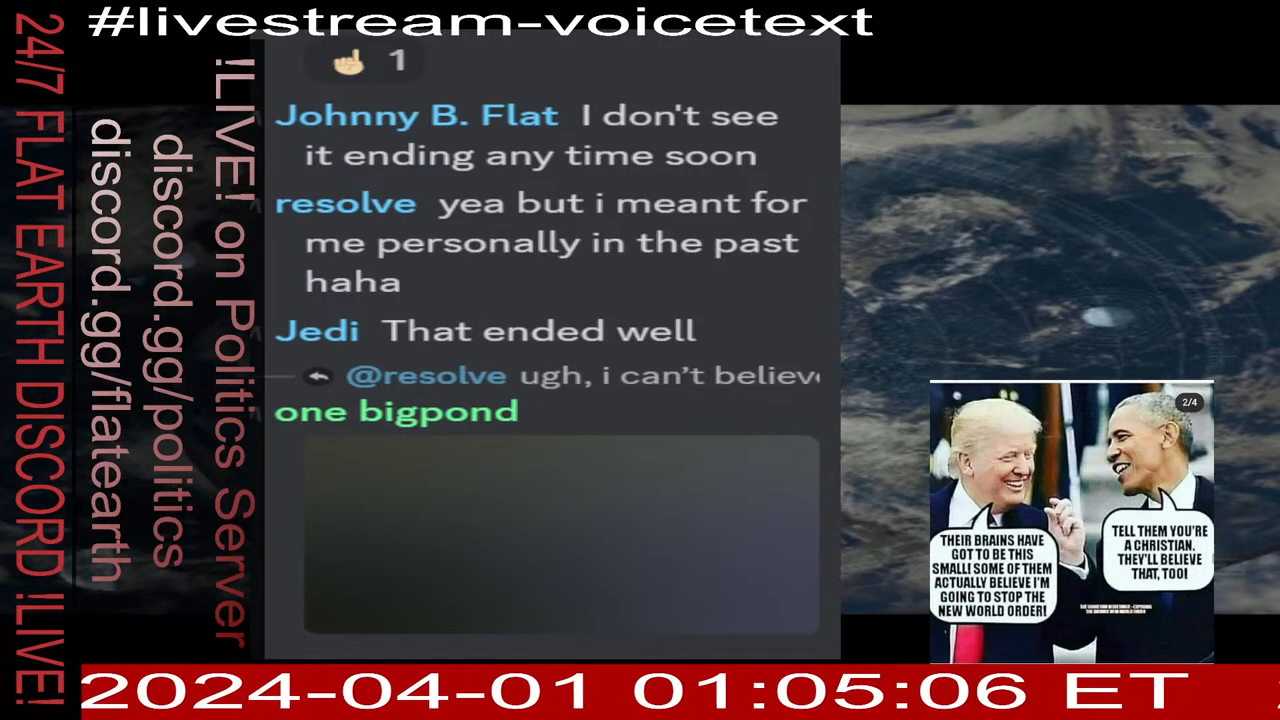 #livestream-voicetext
24/7 FLAT EARTH DISCORD !LIVE!
discord.gg/flatearth
discord.gg/politics
!LIVE! on Politics Server
1
Johnny B. Flat I don't see
it ending any time soon
resolve yea but i meant for
me personally in the past
haha
Jedi That ended well
@resolve ugh, i can't believ
one bigpond
2/4
THEIR BRAINS HAVE
GOT TO BE THIS
SMALL! SOME OF THEM
ACTUALLY BELIEVE I'M
GOING TO STOP THE
NEW WORLD ORDER!
TELL THEM YOU'RE
A CHRISTIAN.
THEY'LL BELIEVE
THAT, TOO!
2024-04-01 01:05:06 ET